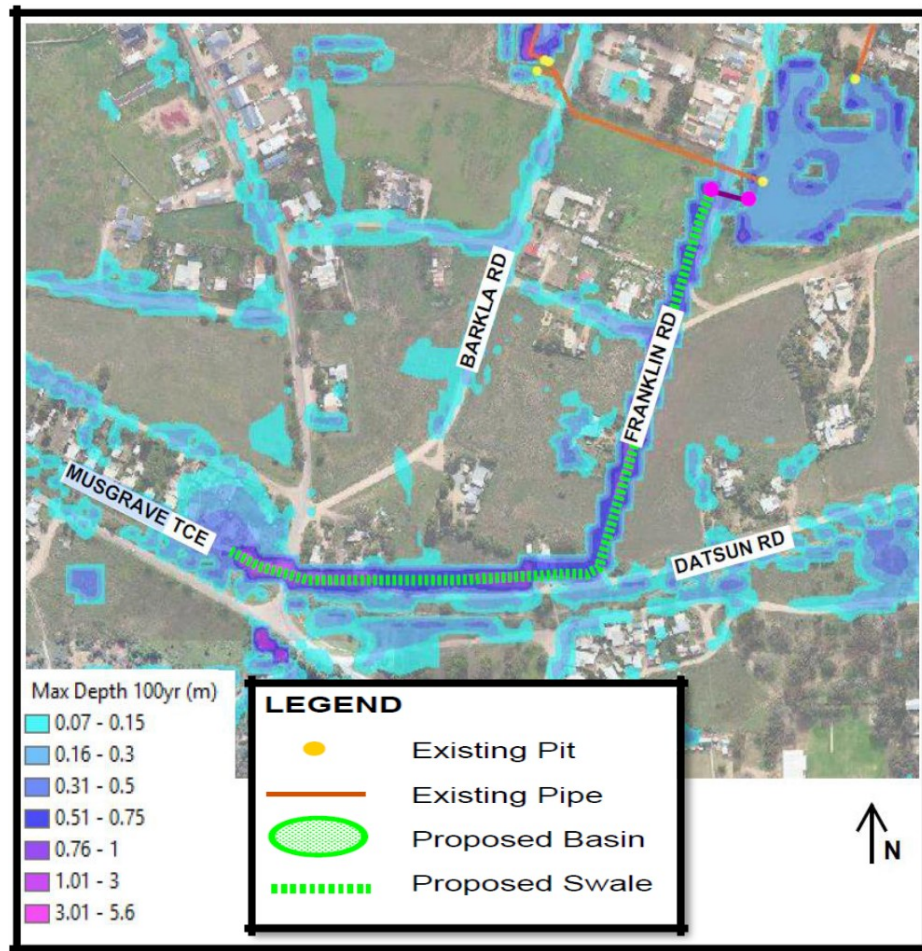 BARKLA RD
FRANKLIN RD
MUSGRAVE TCE
DATSUN RD
Max Depth 100yr (m)
0.07 - 0.15
0.16 - 0.3
0.31 - 0.5
0.51 - 0.75
0.76 - 1
1.01 - 3
3.01 - 5.6
LEGEND
Existing Pit
Existing Pipe
Proposed Basin
Proposed Swale
N